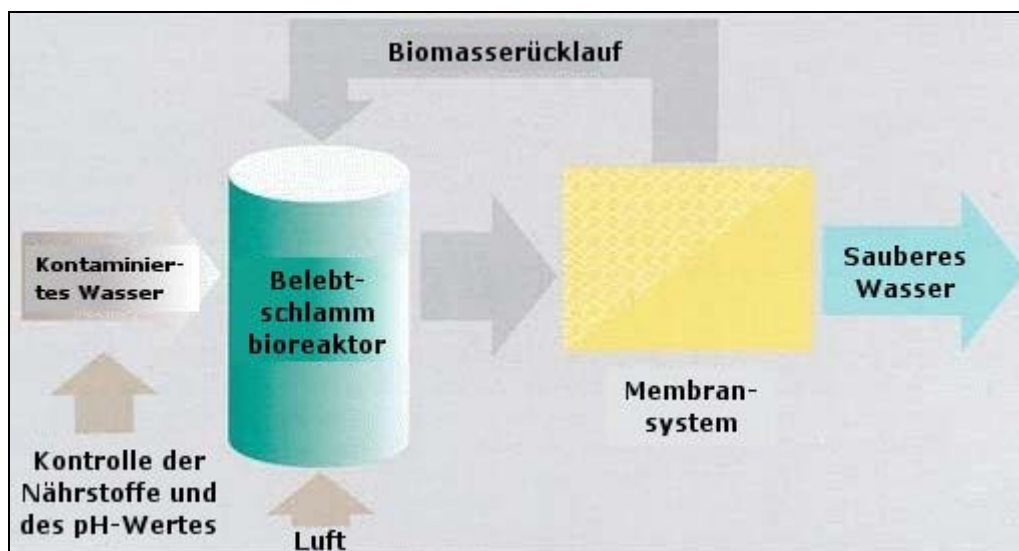 Biomasserücklauf
Kontaminier-
tes Wasser
Belebt-
schlamm
bioreaktor
Sauberes
Wasser
Membran-
system
Kontrolle der
Nährstoffe und
des pH-Wertes
Luft